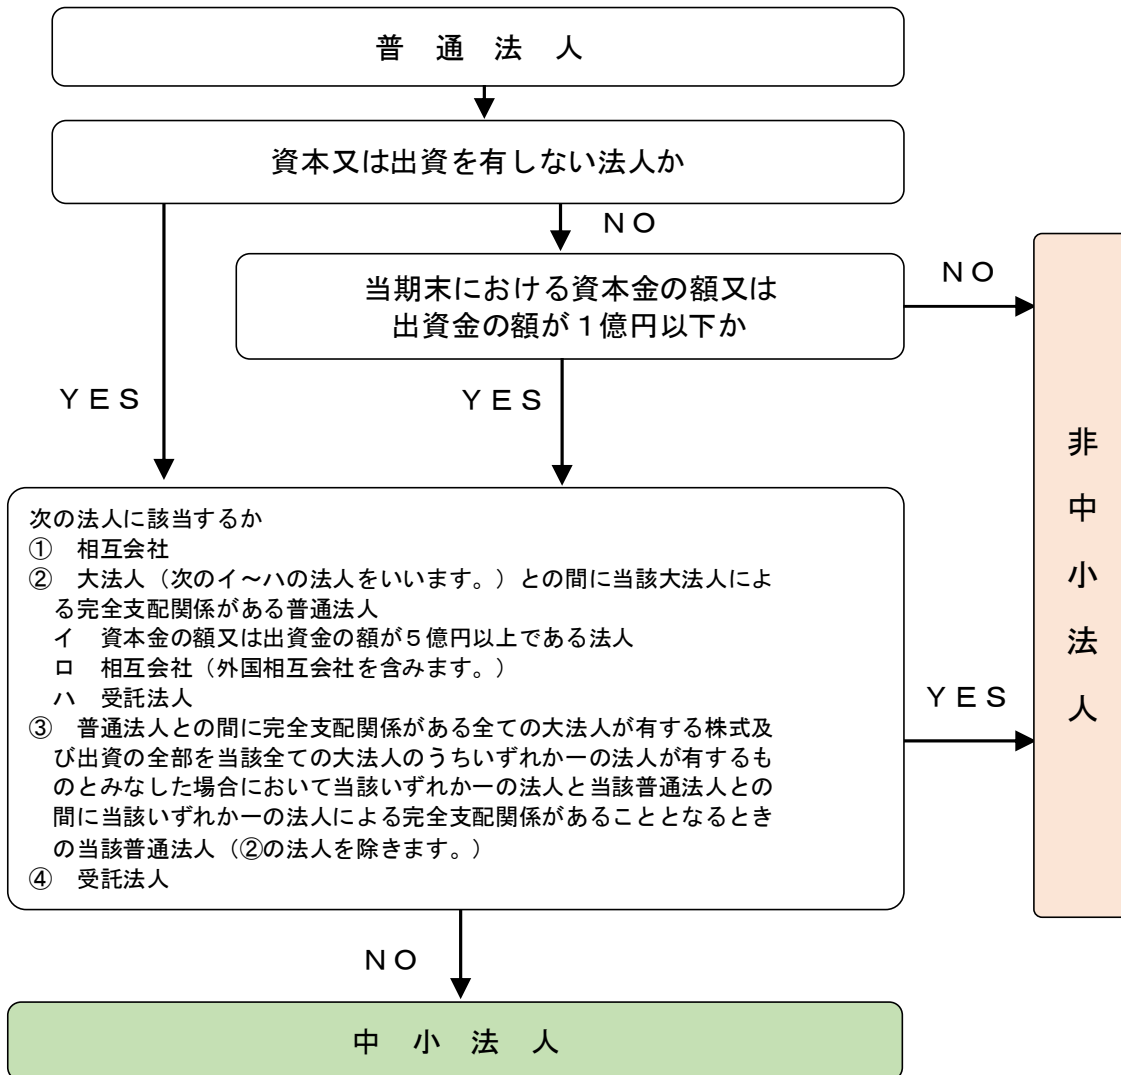 普　通　法　人
資本又は出資を有しない法人か
ＮＯ
当期末における資本金の額又は
出資金の額が１億円以下か
ＮＯ
ＹＥＳ
ＹＥＳ
次の法人に該当するか
①　相互会社
②　大法人（次のイ～ハの法人をいいます。）との間に当該大法人によ
る完全支配関係がある普通法人
イ　資本金の額又は出資金の額が５億円以上である法人
ロ　相互会社（外国相互会社を含みます。）
ハ　受託法人
③　普通法人との間に完全支配関係がある全ての大法人が有する株式及
び出資の全部を当該全ての大法人のうちいずれか一の法人が有するも
のとみなした場合において当該いずれか一の法人と当該普通法人との
間に当該いずれか一の法人による完全支配関係があることとなるとき
の当該普通法人（②の法人を除きます。）
④　受託法人
ＹＥＳ
非中小法人
ＮＯ
中　小　法　人